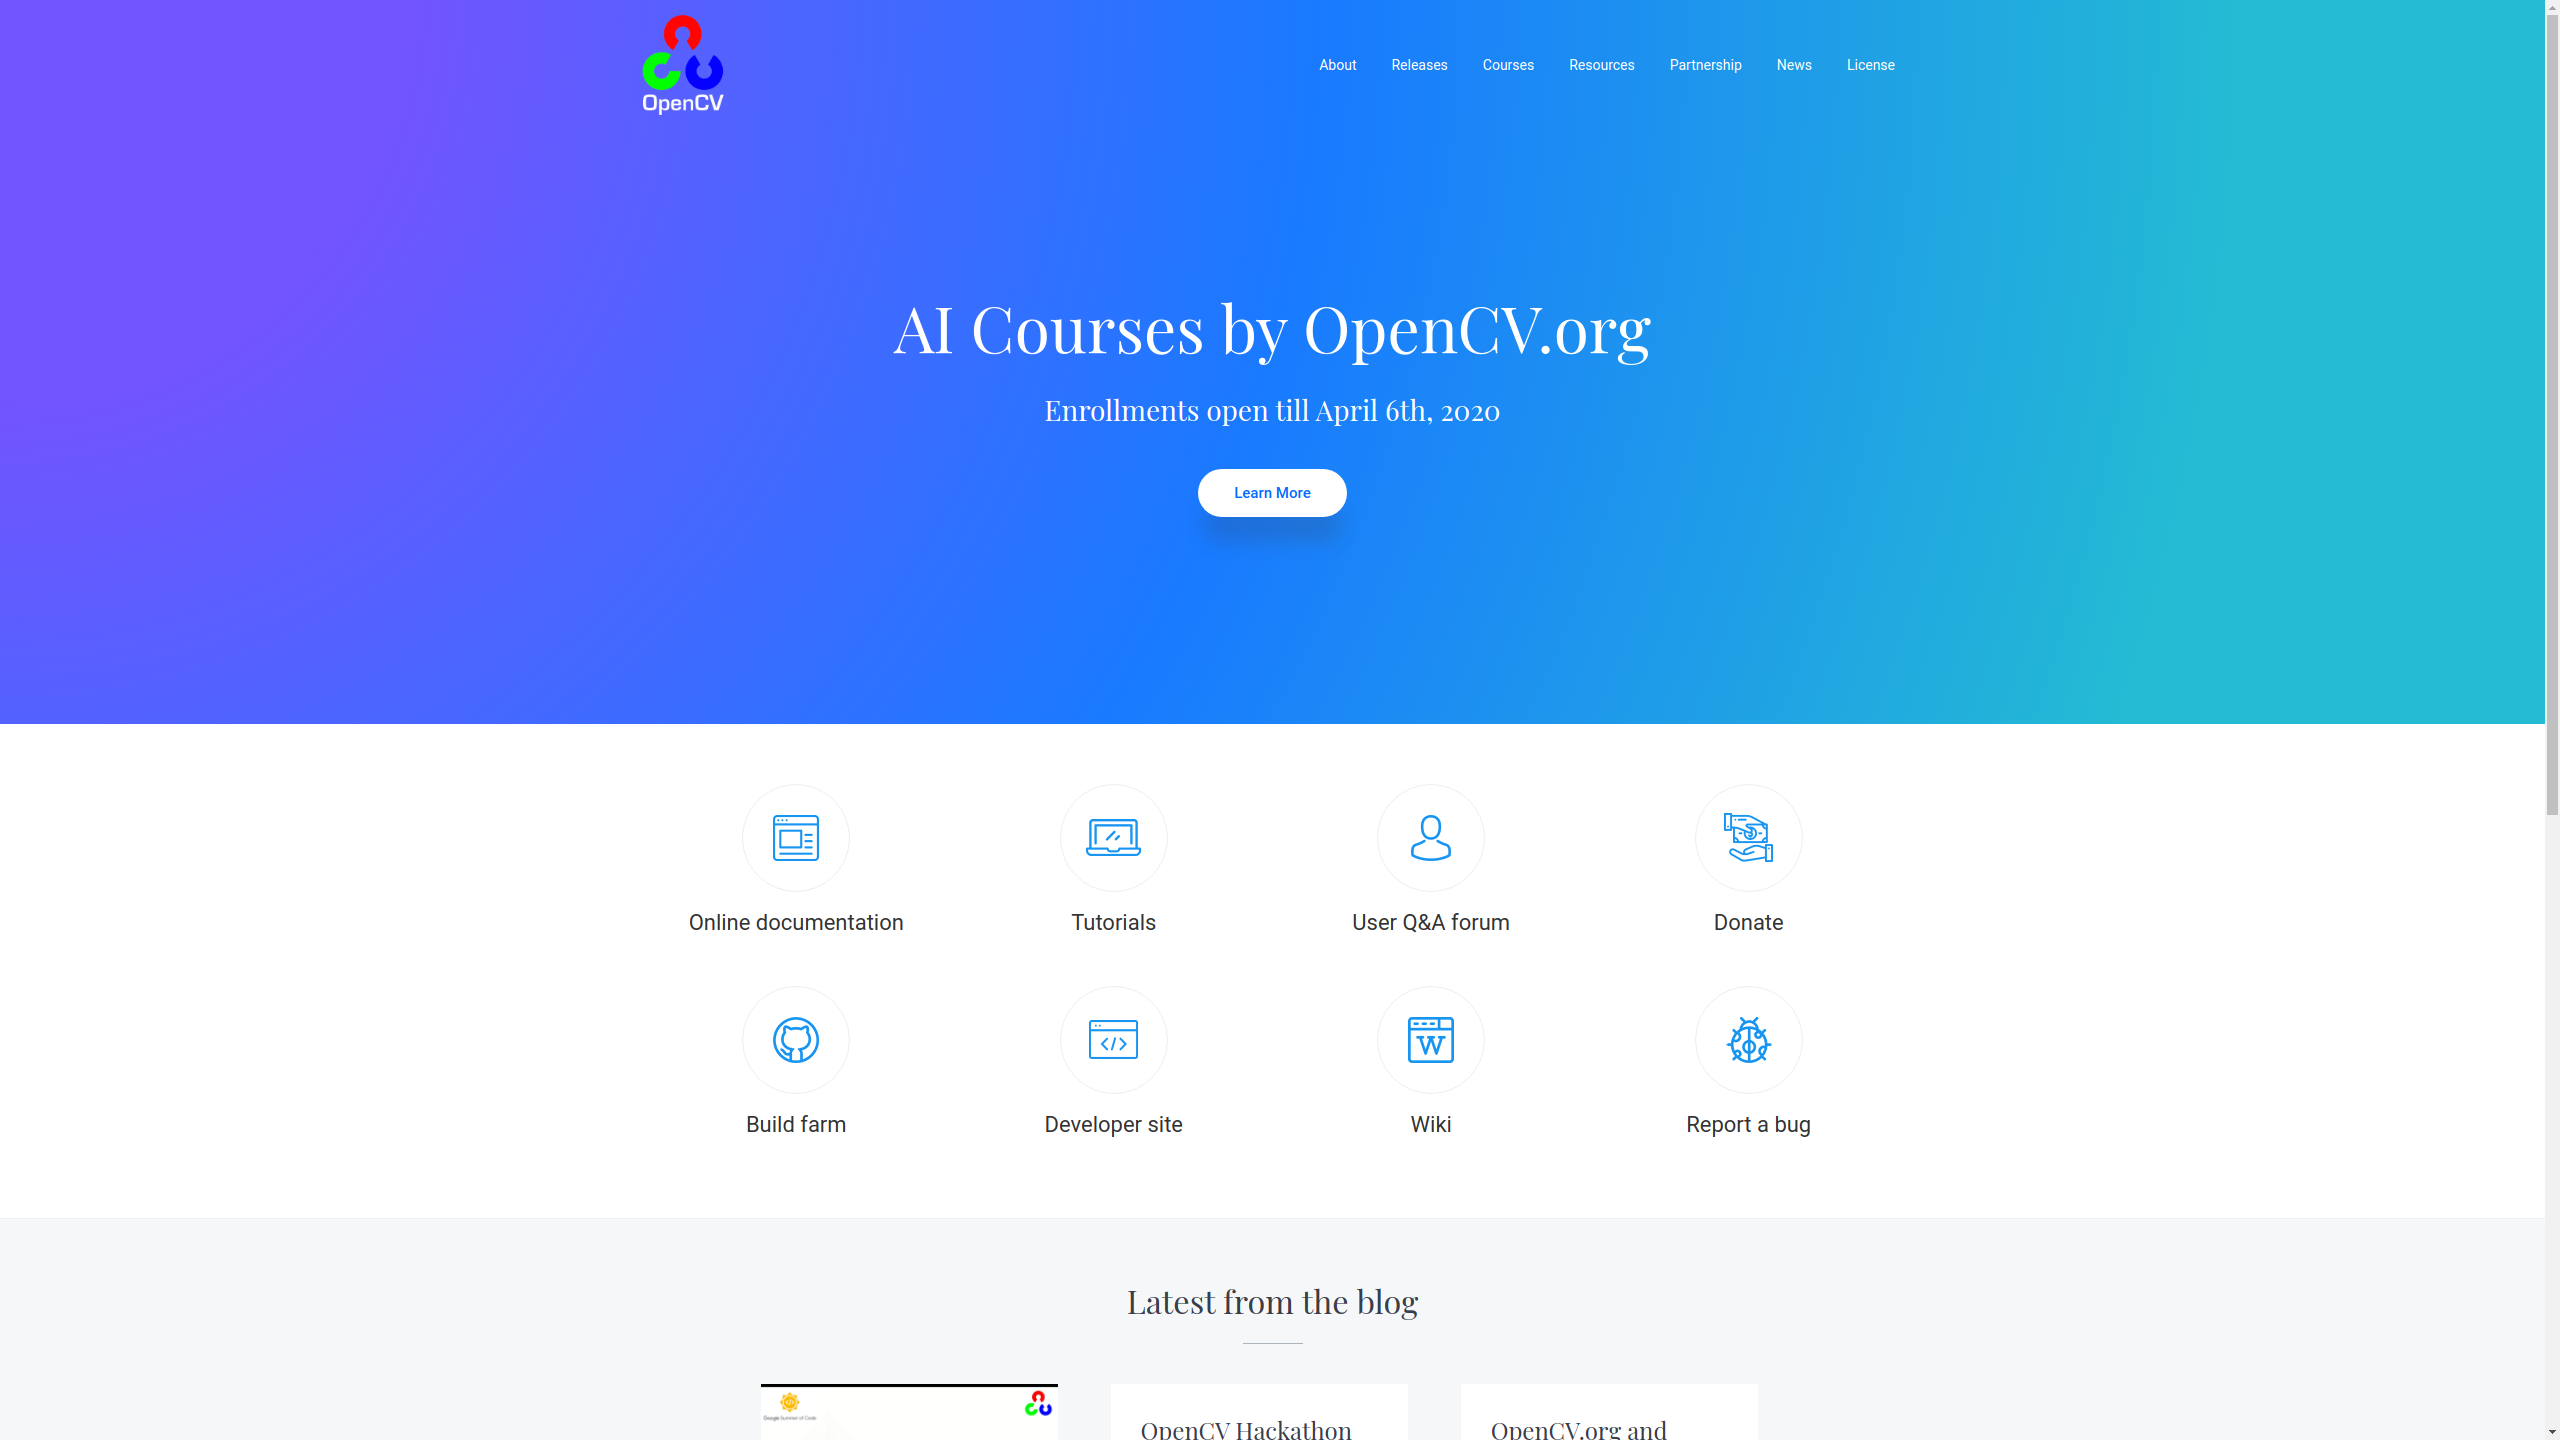 OpenCV
About Releases Courses Resources Partnership News License
AI Courses by OpenCV.org
Enrollments open till April 6th, 2020
Learn More
Online documentation Tutorials User Q&A forum Donate
W
Build farm Developer site Wiki Report a bug
Latest from the blog
Google Summer of Code
OpenCV Hackathon OpenCV.org and